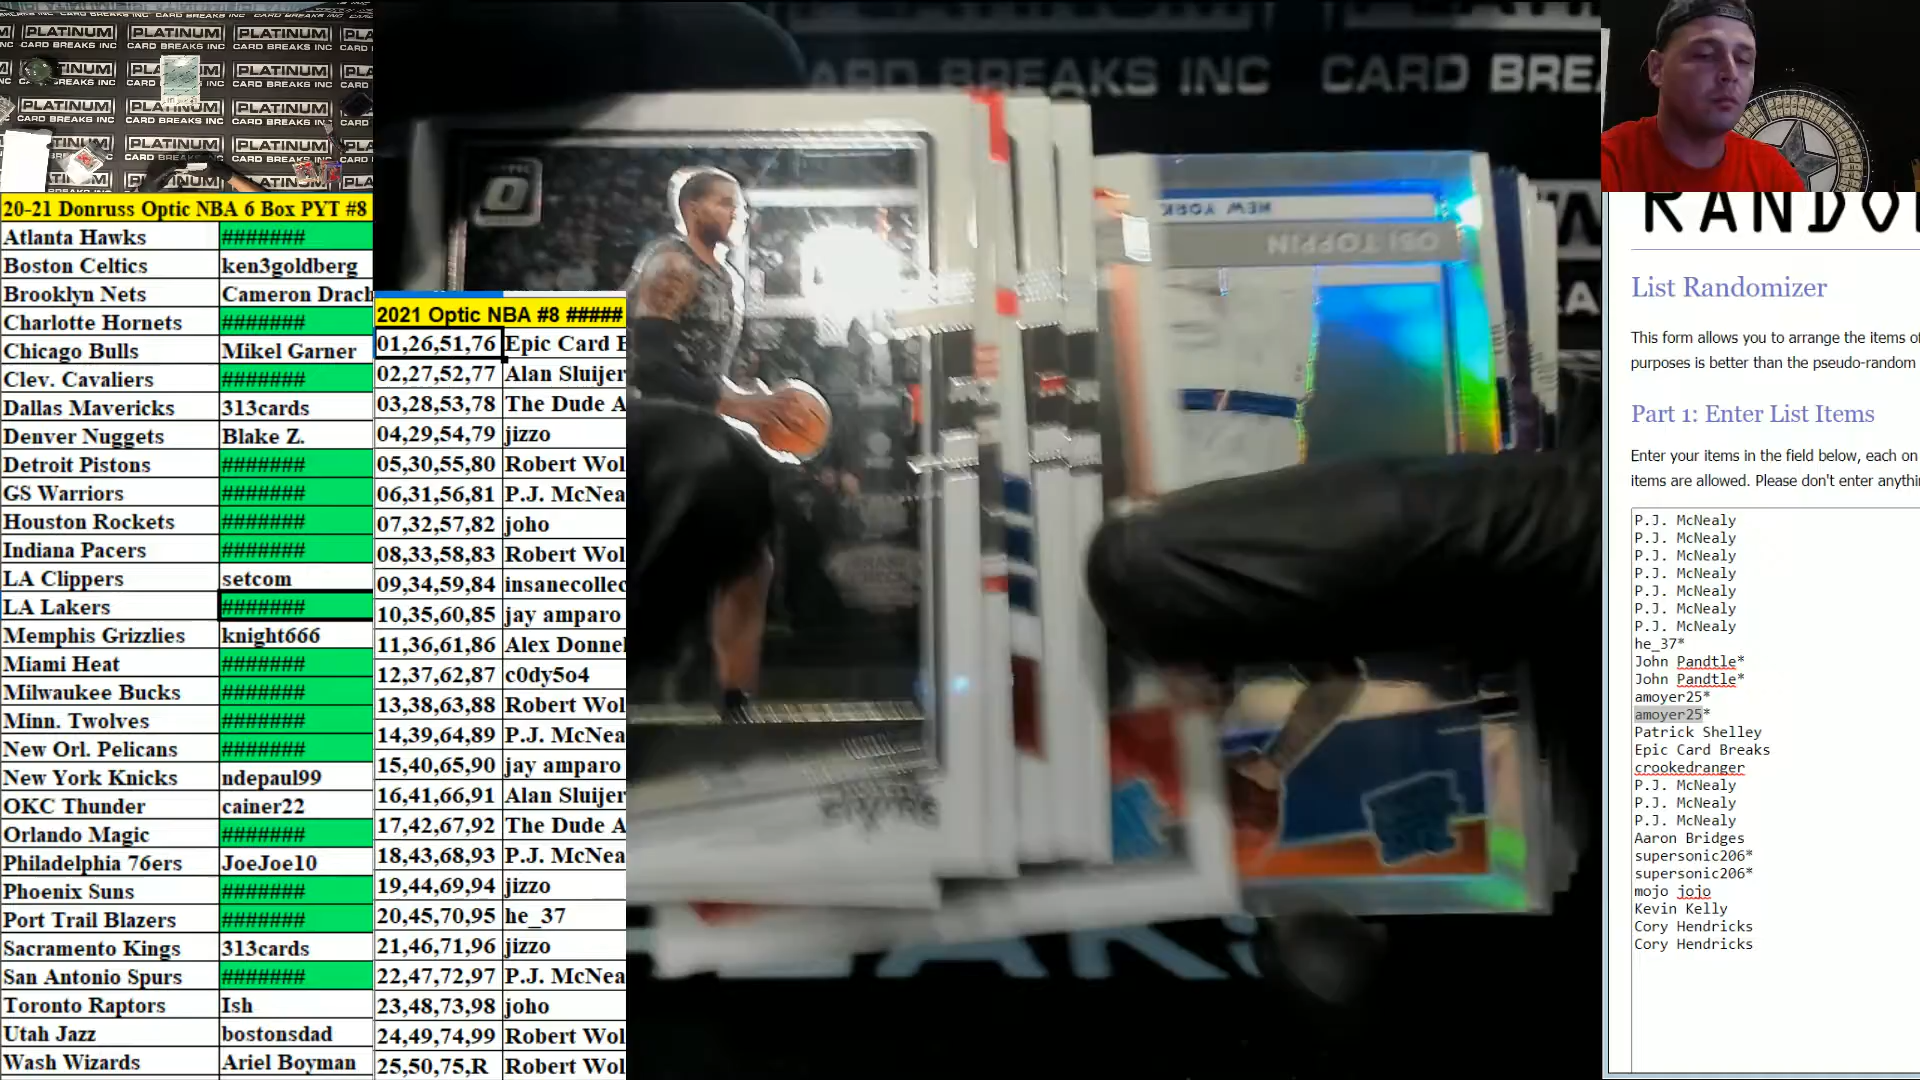 PLATINUM
CARD BREAKS INC
20-21 Donruss Optic NBA 6 Box PYT #8
Atlanta Hawks #######
Boston Celtics ken3goldberg
Brooklyn Nets Cameron Drach
Charlotte Hornets #######
Chicago Bulls Mikel Garner
Clev. Cavaliers #######
Dallas Mavericks 313cards
Denver Nuggets Blake Z.
Detroit Pistons #######
GS Warriors #######
Houston Rockets #######
Indiana Pacers #######
LA Clippers setcom
LA Lakers #######
Memphis Grizzlies knight666
Miami Heat #######
Milwaukee Bucks #######
Minn. Twolves #######
New Orl. Pelicans #######
New York Knicks ndepaul99
OKC Thunder cainer22
Orlando Magic #######
Philadelphia 76ers JoeJoe10
Phoenix Suns #######
Port Trail Blazers #######
Sacramento Kings 313cards
San Antonio Spurs #######
Toronto Raptors Ish
Utah Jazz bostonsdad
Wash Wizards Ariel Boyman
2021 Optic NBA #8 #####
01,26,51,76 Epic Card B
02,27,52,77 Alan Sluijer
03,28,53,78 The Dude A
04,29,54,79 jizzo
05,30,55,80 Robert Wol
06,31,56,81 P.J. McNea
07,32,57,82 joho
08,33,58,83 Robert Wol
09,34,59,84 insanecollec
10,35,60,85 jay amparo
11,36,61,86 Alex Donnel
12,37,62,87 c0dy5o4
13,38,63,88 Robert Wol
14,39,64,89 P.J. McNea
15,40,65,90 jay amparo
16,41,66,91 Alan Sluijer
17,42,67,92 The Dude A
18,43,68,93 P.J. McNea
19,44,69,94 jizzo
20,45,70,95 he_37
21,46,71,96 jizzo
22,47,72,97 P.J. McNea
23,48,73,98 joho
24,49,74,99 Robert Wol
25,50,75,R Robert Wol
CARD BREAKS INC CARD BREA
NEW YORK
OBI TOPPIN
RANDO
List Randomizer
This form allows you to arrange the items of
purposes is better than the pseudo-random
Part 1: Enter List Items
Enter your items in the field below, each on
items are allowed. Please don't enter anythi
P.J. McNealy
P.J. McNealy
P.J. McNealy
P.J. McNealy
P.J. McNealy
P.J. McNealy
P.J. McNealy
he_37*
John Pandtle*
John Pandtle*
amoyer25*
amoyer25*
Patrick Shelley
Epic Card Breaks
crookedranger
P.J. McNealy
P.J. McNealy
P.J. McNealy
Aaron Bridges
supersonic206*
supersonic206*
mojo jojo
Kevin Kelly
Cory Hendricks
Cory Hendricks